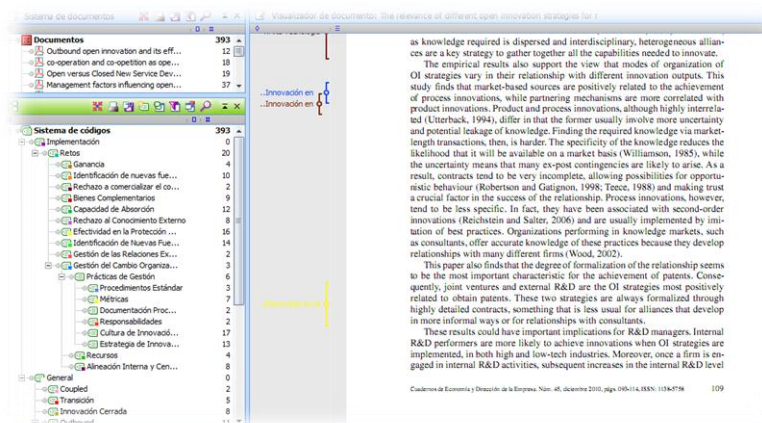 Sistema de documentos
Visualizador de documento: The relevance of different open innovation strategies for i
Documentos 393
Outbound open innovation and its eff... 12
co-operation and co-opetition as ope... 18
Open versus Closed New Service Dev... 19
Management factors influencing open... 37
Sistema de códigos 393
Implementación 0
Retos 20
Ganancia 4
Identificación de nuevas fue... 10
Rechazo a comercializar el co... 2
Bienes Complementarios 9
Capacidad de Absorción 12
Rechazo al Conocimiento Externo 8
Efectividad en la Protección ... 16
Identificación de Nuevas Fue... 14
Gestión de las Relaciones Ex... 2
Gestión del Cambio Organiza... 3
Prácticas de Gestión 6
Procedimientos Estándar 3
Métricas 7
Documentación Proc... 2
Responsabilidades 2
Cultura de Innovació... 17
Estrategia de Innova... 13
Recursos 4
Alineación Interna y Cen... 8
General 0
Coupled 2
Transición 5
Innovación Cerrada 8
Outbound 11
..Innovación en
..Innovación en
as knowledge required is dispersed and interdisciplinary, heterogeneous allian-
ces are a key strategy to gather together all the capabilities needed to innovate.
The empirical results also support the view that modes of organization of
OI strategies vary in their relationship with different innovation outputs. This
study finds that market-based sources are positively related to the achievement
of process innovations, while partnering mechanisms are more correlated with
product innovations. Product and process innovations, although highly interrela-
ted (Utterback, 1994), differ in that the former usually involve more uncertainty
and potential leakage of knowledge. Finding the required knowledge via market-
length transactions, then, is harder. The specificity of the knowledge reduces the
likelihood that it will be available on a market basis (Williamson, 1985), while
the uncertainty means that many ex-post contingencies are likely to arise. As a
result, contracts tend to be very incomplete, allowing possibilities for opportu-
nistic behaviour (Robertson and Gatignon, 1998; Teece, 1988) and making trust
a crucial factor in the success of the relationship. Process innovations, however,
tend to be less specific. In fact, they have been associated with second-order
innovations (Reichstein and Salter, 2006) and are usually implemented by imi-
tation of best practices. Organizations performing in knowledge markets, such
as consultants, offer accurate knowledge of these practices because they develop
relationships with many different firms (Wood, 2002).
This paper also finds that the degree of formalization of the relationship seems
to be the most important characteristic for the achievement of patents. Conse-
quently, joint ventures and external R&D are the OI strategies most positively
related to obtain patents. These two strategies are always formalized through
highly detailed contracts, something that is less usual for alliances that develop
in more informal ways or for relationships with consultants.
These results could have important implications for R&D managers. Internal
R&D performers are more likely to achieve innovations when OI strategies are
implemented, in both high and low-tech industries. Moreover, once a firm is en-
gaged in internal R&D activities, subsequent increases in the internal R&D level
Cuadernos de Economía y Dirección de la Empresa. Núm. 45, diciembre 2010, págs. 093-114, ISSN: 1138-5758 109